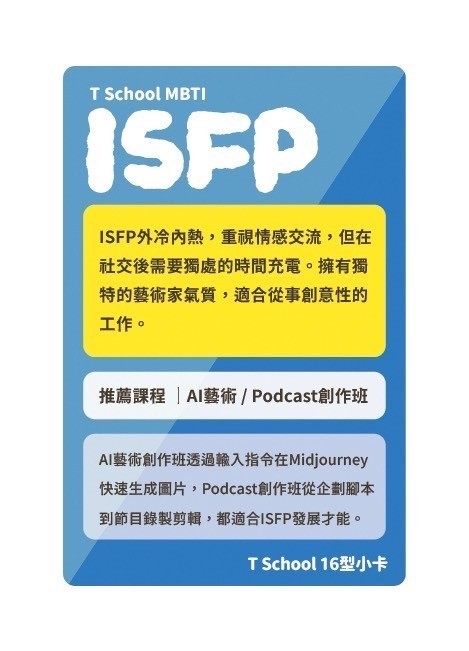 T School MBTI
ISFP
ISFP外冷內熱，重視情感交流，但在
社交後需要獨處的時間充電。擁有獨
特的藝術家氣質，適合從事創意性的
工作。
推薦課程｜AI藝術 / Podcast創作班
AI藝術創作班透過輸入指令在Midjourney
快速生成圖片，Podcast創作班從企劃腳本
到節目錄製剪輯，都適合ISFP發展才能。
T School 16型小卡